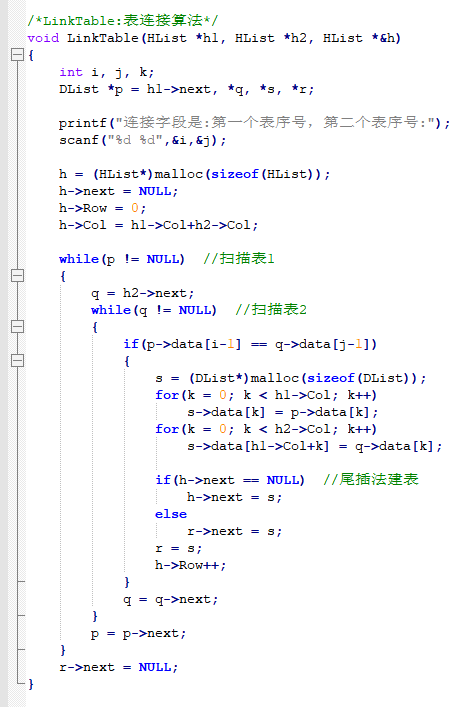 /*LinkTable:表连接算法*/
void LinkTable(HList *h1, HList *h2, HList *&h)
{
    int i, j, k;
    DList *p = h1->next, *q, *s, *r;

    printf("连接字段是:第一个表序号, 第二个表序号:");
    scanf("%d %d",&i,&j);

    h = (HList*)malloc(sizeof(HList));
    h->next = NULL;
    h->Row = 0;
    h->Col = h1->Col+h2->Col;

    while(p != NULL)  //扫描表1
    {
        q = h2->next;
        while(q != NULL)  //扫描表2
        {
            if(p->data[i-1] == q->data[j-1])
            {
                s = (DList*)malloc(sizeof(DList));
                for(k = 0; k < h1->Col; k++)
                    s->data[k] = p->data[k];
                for(k = 0; k < h2->Col; k++)
                    s->data[h1->Col+k] = q->data[k];

                if(h->next == NULL)  //尾插法建表
                    h->next = s;
                else
                    r->next = s;
                r = s;
                h->Row++;
            }
            q = q->next;
        }
        p = p->next;
    }
    r->next = NULL;
}